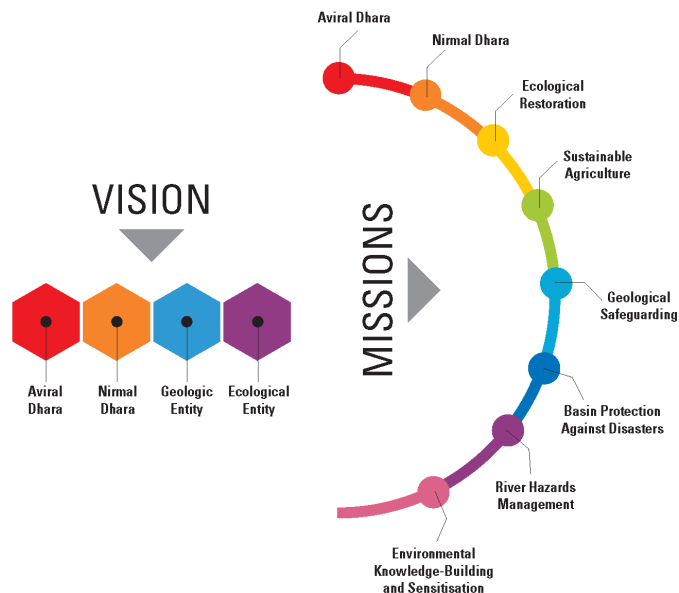 VISION
Aviral
Dhara
Nirmal
Dhara
Geologic
Entity
Ecological
Entity
MISSIONS
Aviral Dhara
Nirmal Dhara
Ecological
Restoration
Sustainable
Agriculture
Geological
Safeguarding
Basin Protection
Against Disasters
River Hazards
Management
Environmental
Knowledge-Building
and Sensitisation